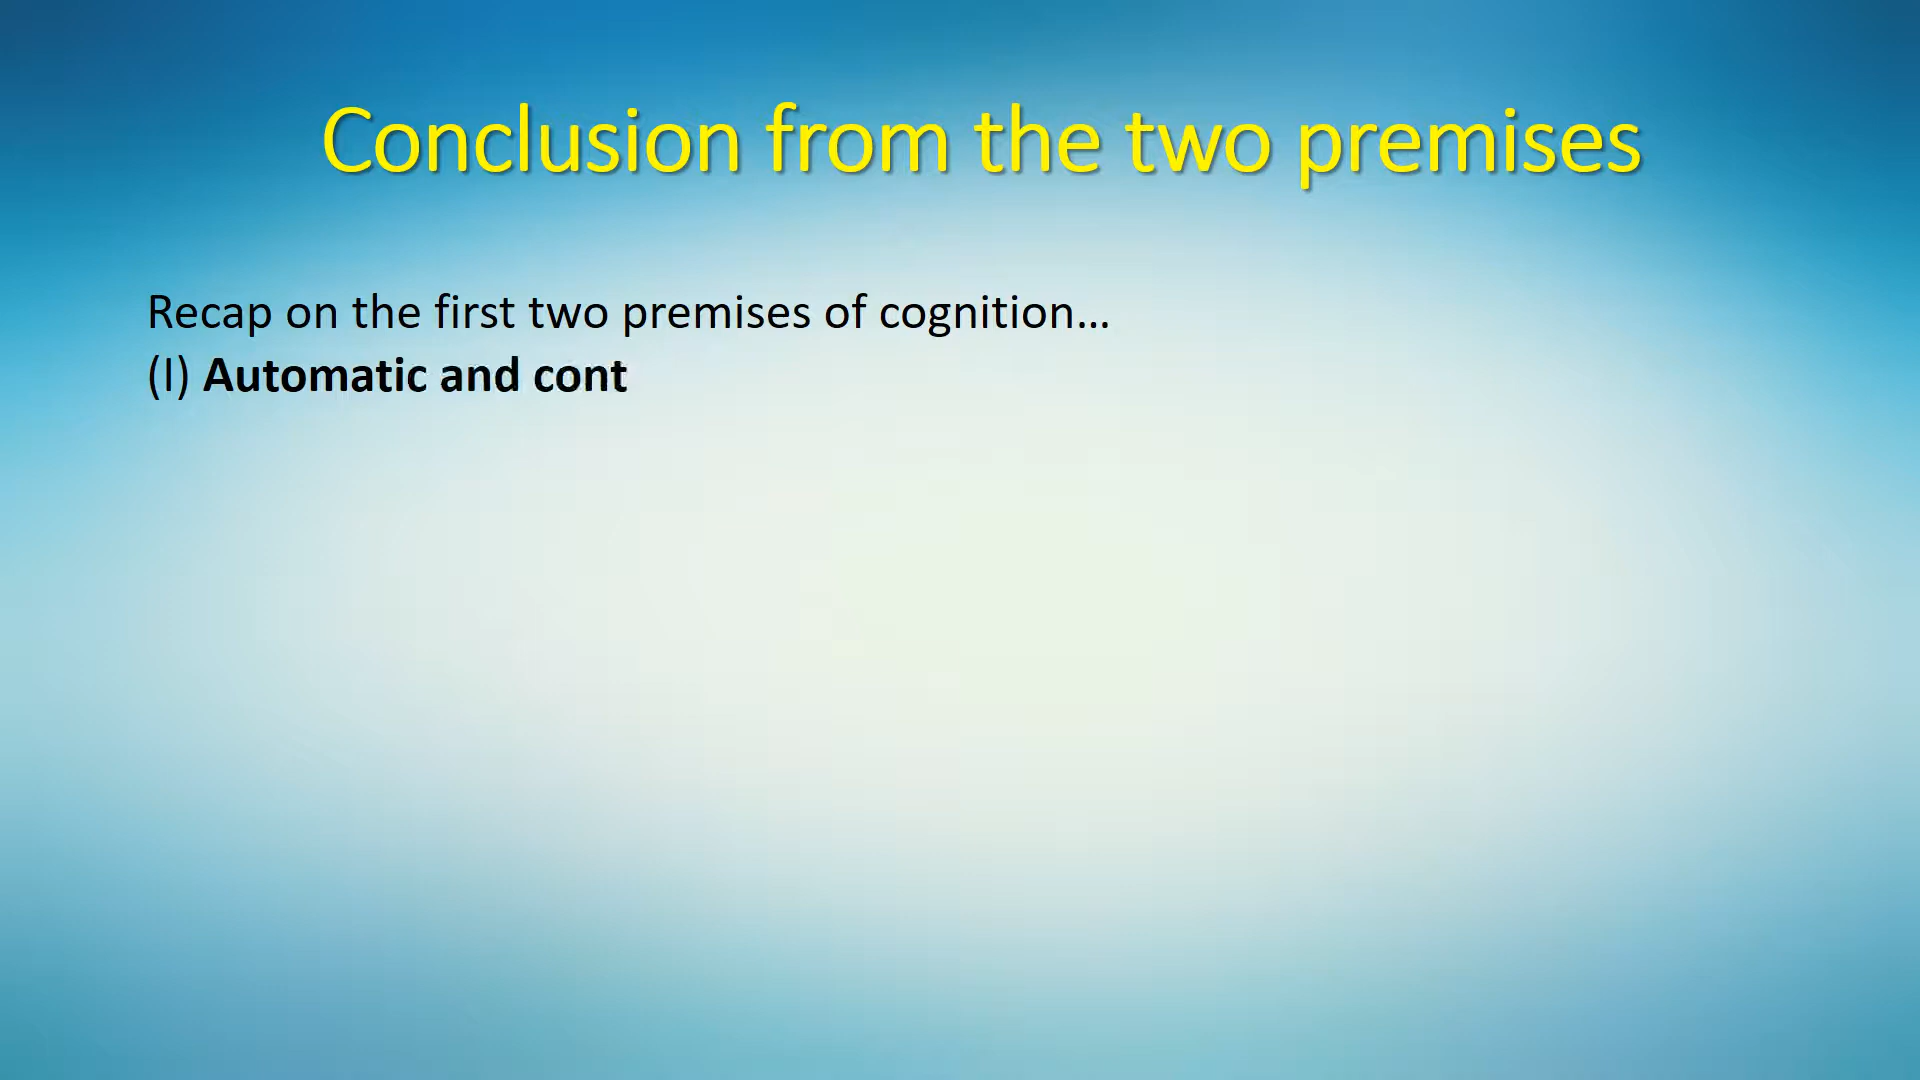 Conclusion from the two premises
Recap on the first two premises of cognition…
(I) Automatic and cont